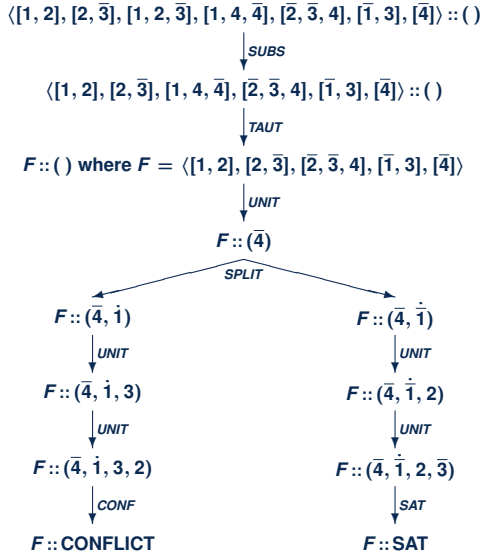 ⟨[1, 2], [2, 3̅], [1, 2, 3̅], [1, 4, 4̅], [2̅, 3̅, 4], [1̅, 3], [4̅]⟩ :: ( )
SUBS
⟨[1, 2], [2, 3̅], [1, 4, 4̅], [2̅, 3̅, 4], [1̅, 3], [4̅]⟩ :: ( )
TAUT
F :: ( ) where F = ⟨[1, 2], [2, 3̅], [2̅, 3̅, 4], [1̅, 3], [4̅]⟩
UNIT
F :: (4̅)
SPLIT
F :: (4̅, 1̇) F :: (4̅, 1̅̇)
UNIT UNIT
F :: (4̅, 1̇, 3) F :: (4̅, 1̅̇, 2)
UNIT UNIT
F :: (4̅, 1̇, 3, 2) F :: (4̅, 1̅̇, 2, 3̅)
CONF SAT
F :: CONFLICT F :: SAT